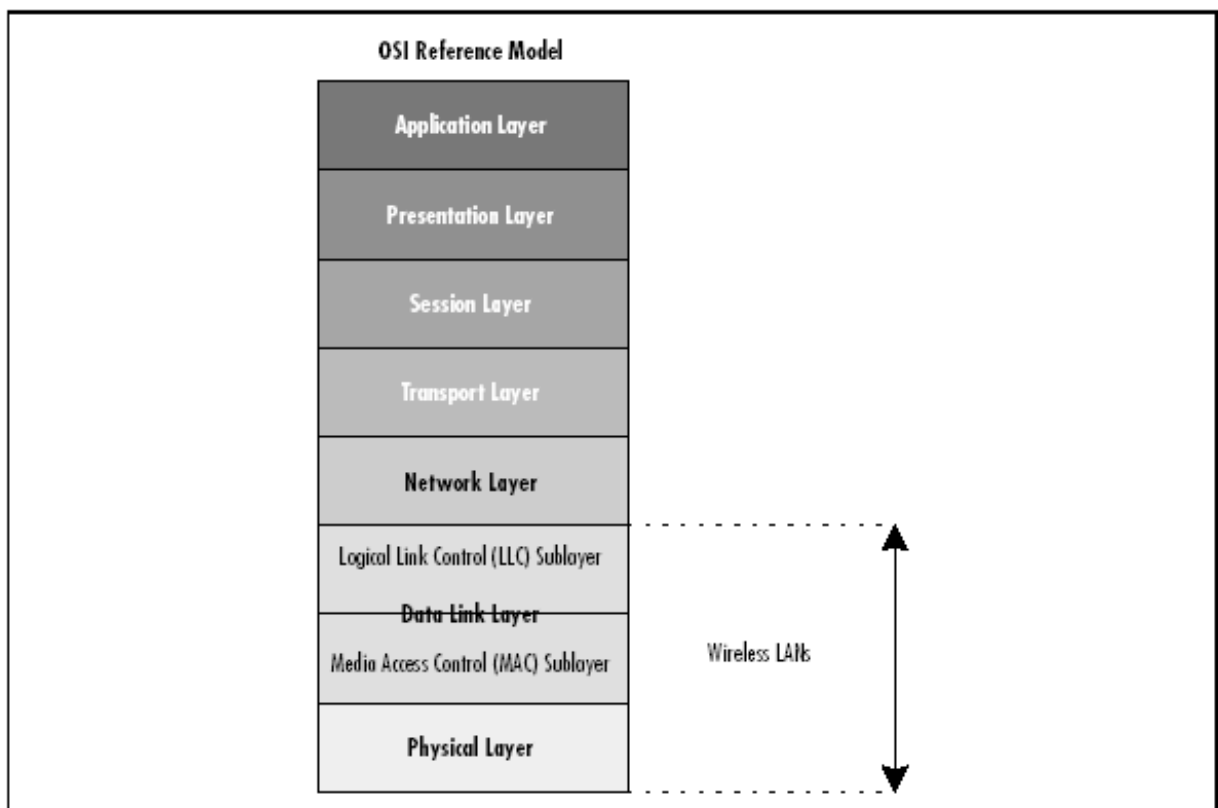 OSI Reference Model
Application Layer
Presentation Layer
Session Layer
Transport Layer
Network Layer
Logical Link Control (LLC) Sublayer
Data Link Layer
Media Access Control (MAC) Sublayer
Wireless LANs
Physical Layer